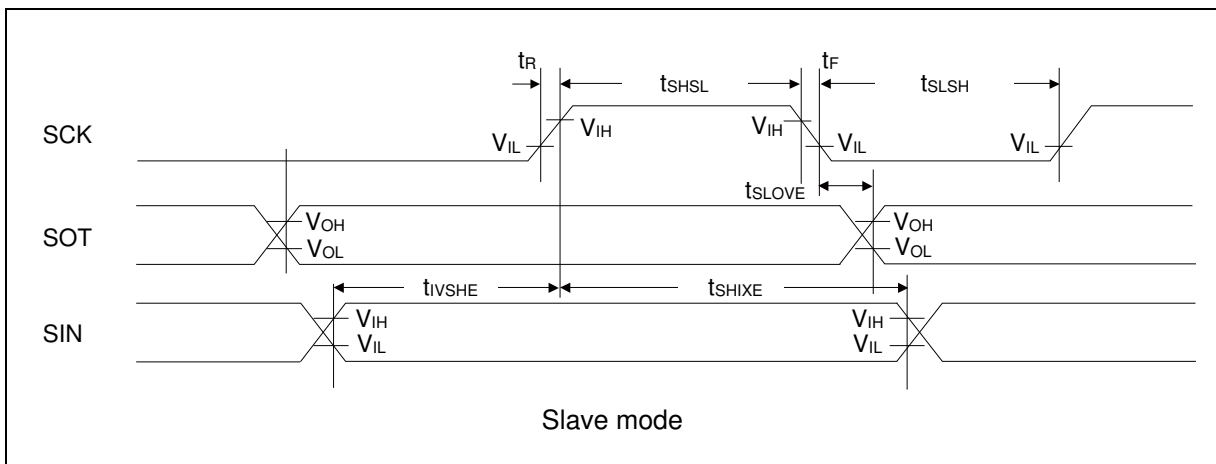 tR tF
tSHSL tSLSH
SCK VIL VIH VIH VIL VIL
tSLOVE
SOT VOH VOL VOH VOL
tIVSHE tSHIXE
SIN VIH VIL VIH VIL
Slave mode